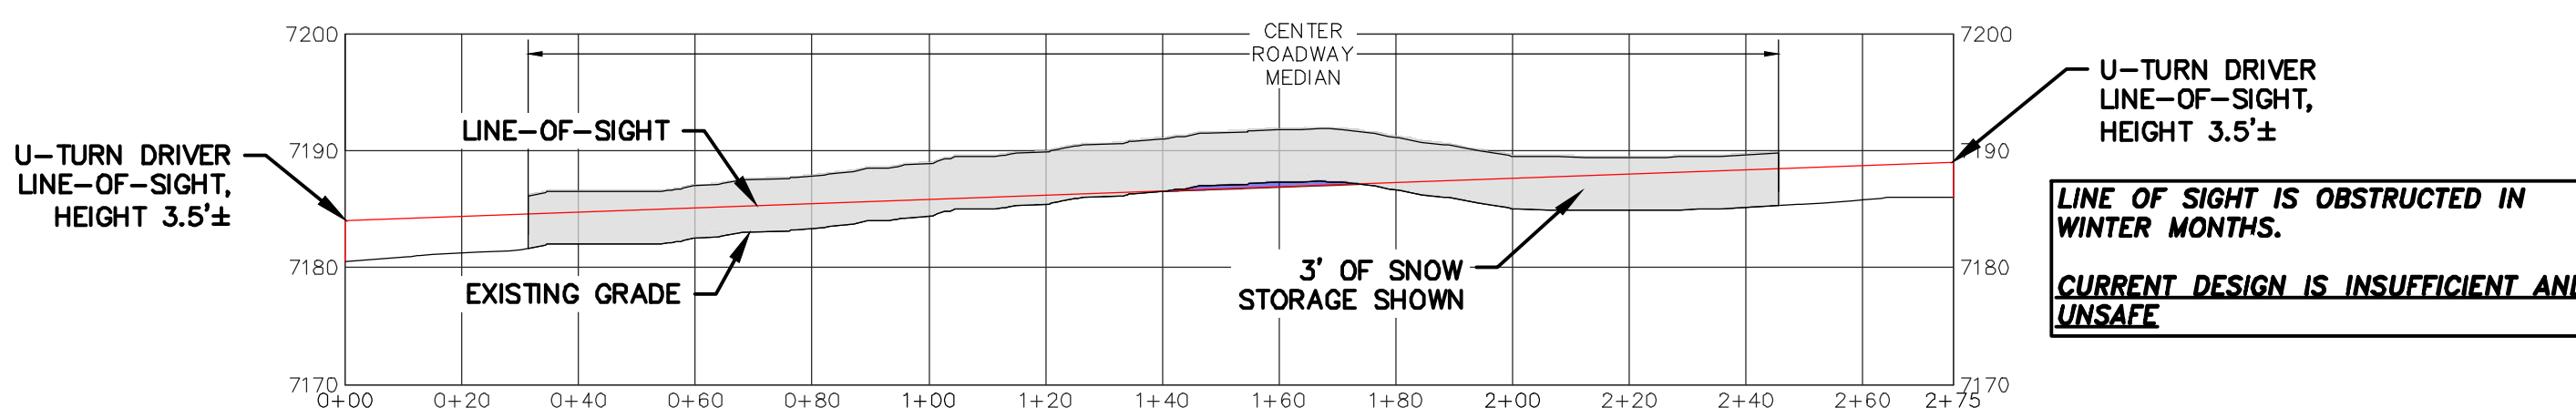 7200
CENTER
ROADWAY
MEDIAN
7200
U-TURN DRIVER
LINE-OF-SIGHT,
HEIGHT 3.5'±
LINE-OF-SIGHT
U-TURN DRIVER
LINE-OF-SIGHT,
HEIGHT 3.5'±
7190
7190
LINE OF SIGHT IS OBSTRUCTED IN
WINTER MONTHS.
CURRENT DESIGN IS INSUFFICIENT AND
UNSAFE
7180
EXISTING GRADE
3' OF SNOW
STORAGE SHOWN
7180
7170
7170
0+00 0+20 0+40 0+60 0+80 1+00 1+20 1+40 1+60 1+80 2+00 2+20 2+40 2+60 2+75